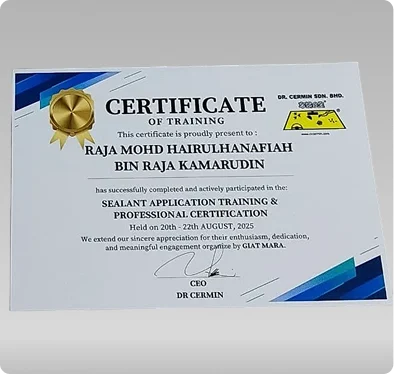 CERTIFICATE
OF TRAINING
DR. CERMIN SDN. BHD.
www.drcermin.com
This certificate is proudly present to :
RAJA MOHD HAIRULHANAFIAH
BIN RAJA KAMARUDIN
has successfully completed and actively participated in the:
SEALANT APPLICATION TRAINING &
PROFESSIONAL CERTIFICATION
Held on 20th - 22th AUGUST, 2025
We extend our sincere appreciation for their enthusiasm, dedication,
and meaningful engagement organize by GIAT MARA.
CEO
DR CERMIN